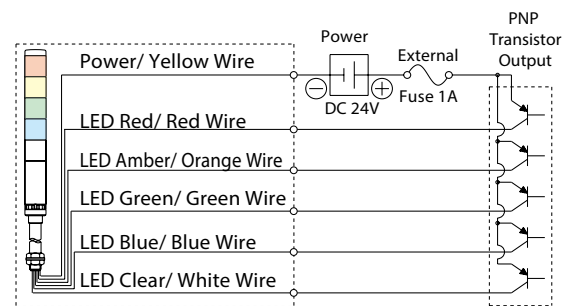 PNP
Transistor
Output
Power
External
Power/ Yellow Wire
− +
DC 24V
Fuse 1A
LED Red/ Red Wire
LED Amber/ Orange Wire
LED Green/ Green Wire
LED Blue/ Blue Wire
LED Clear/ White Wire